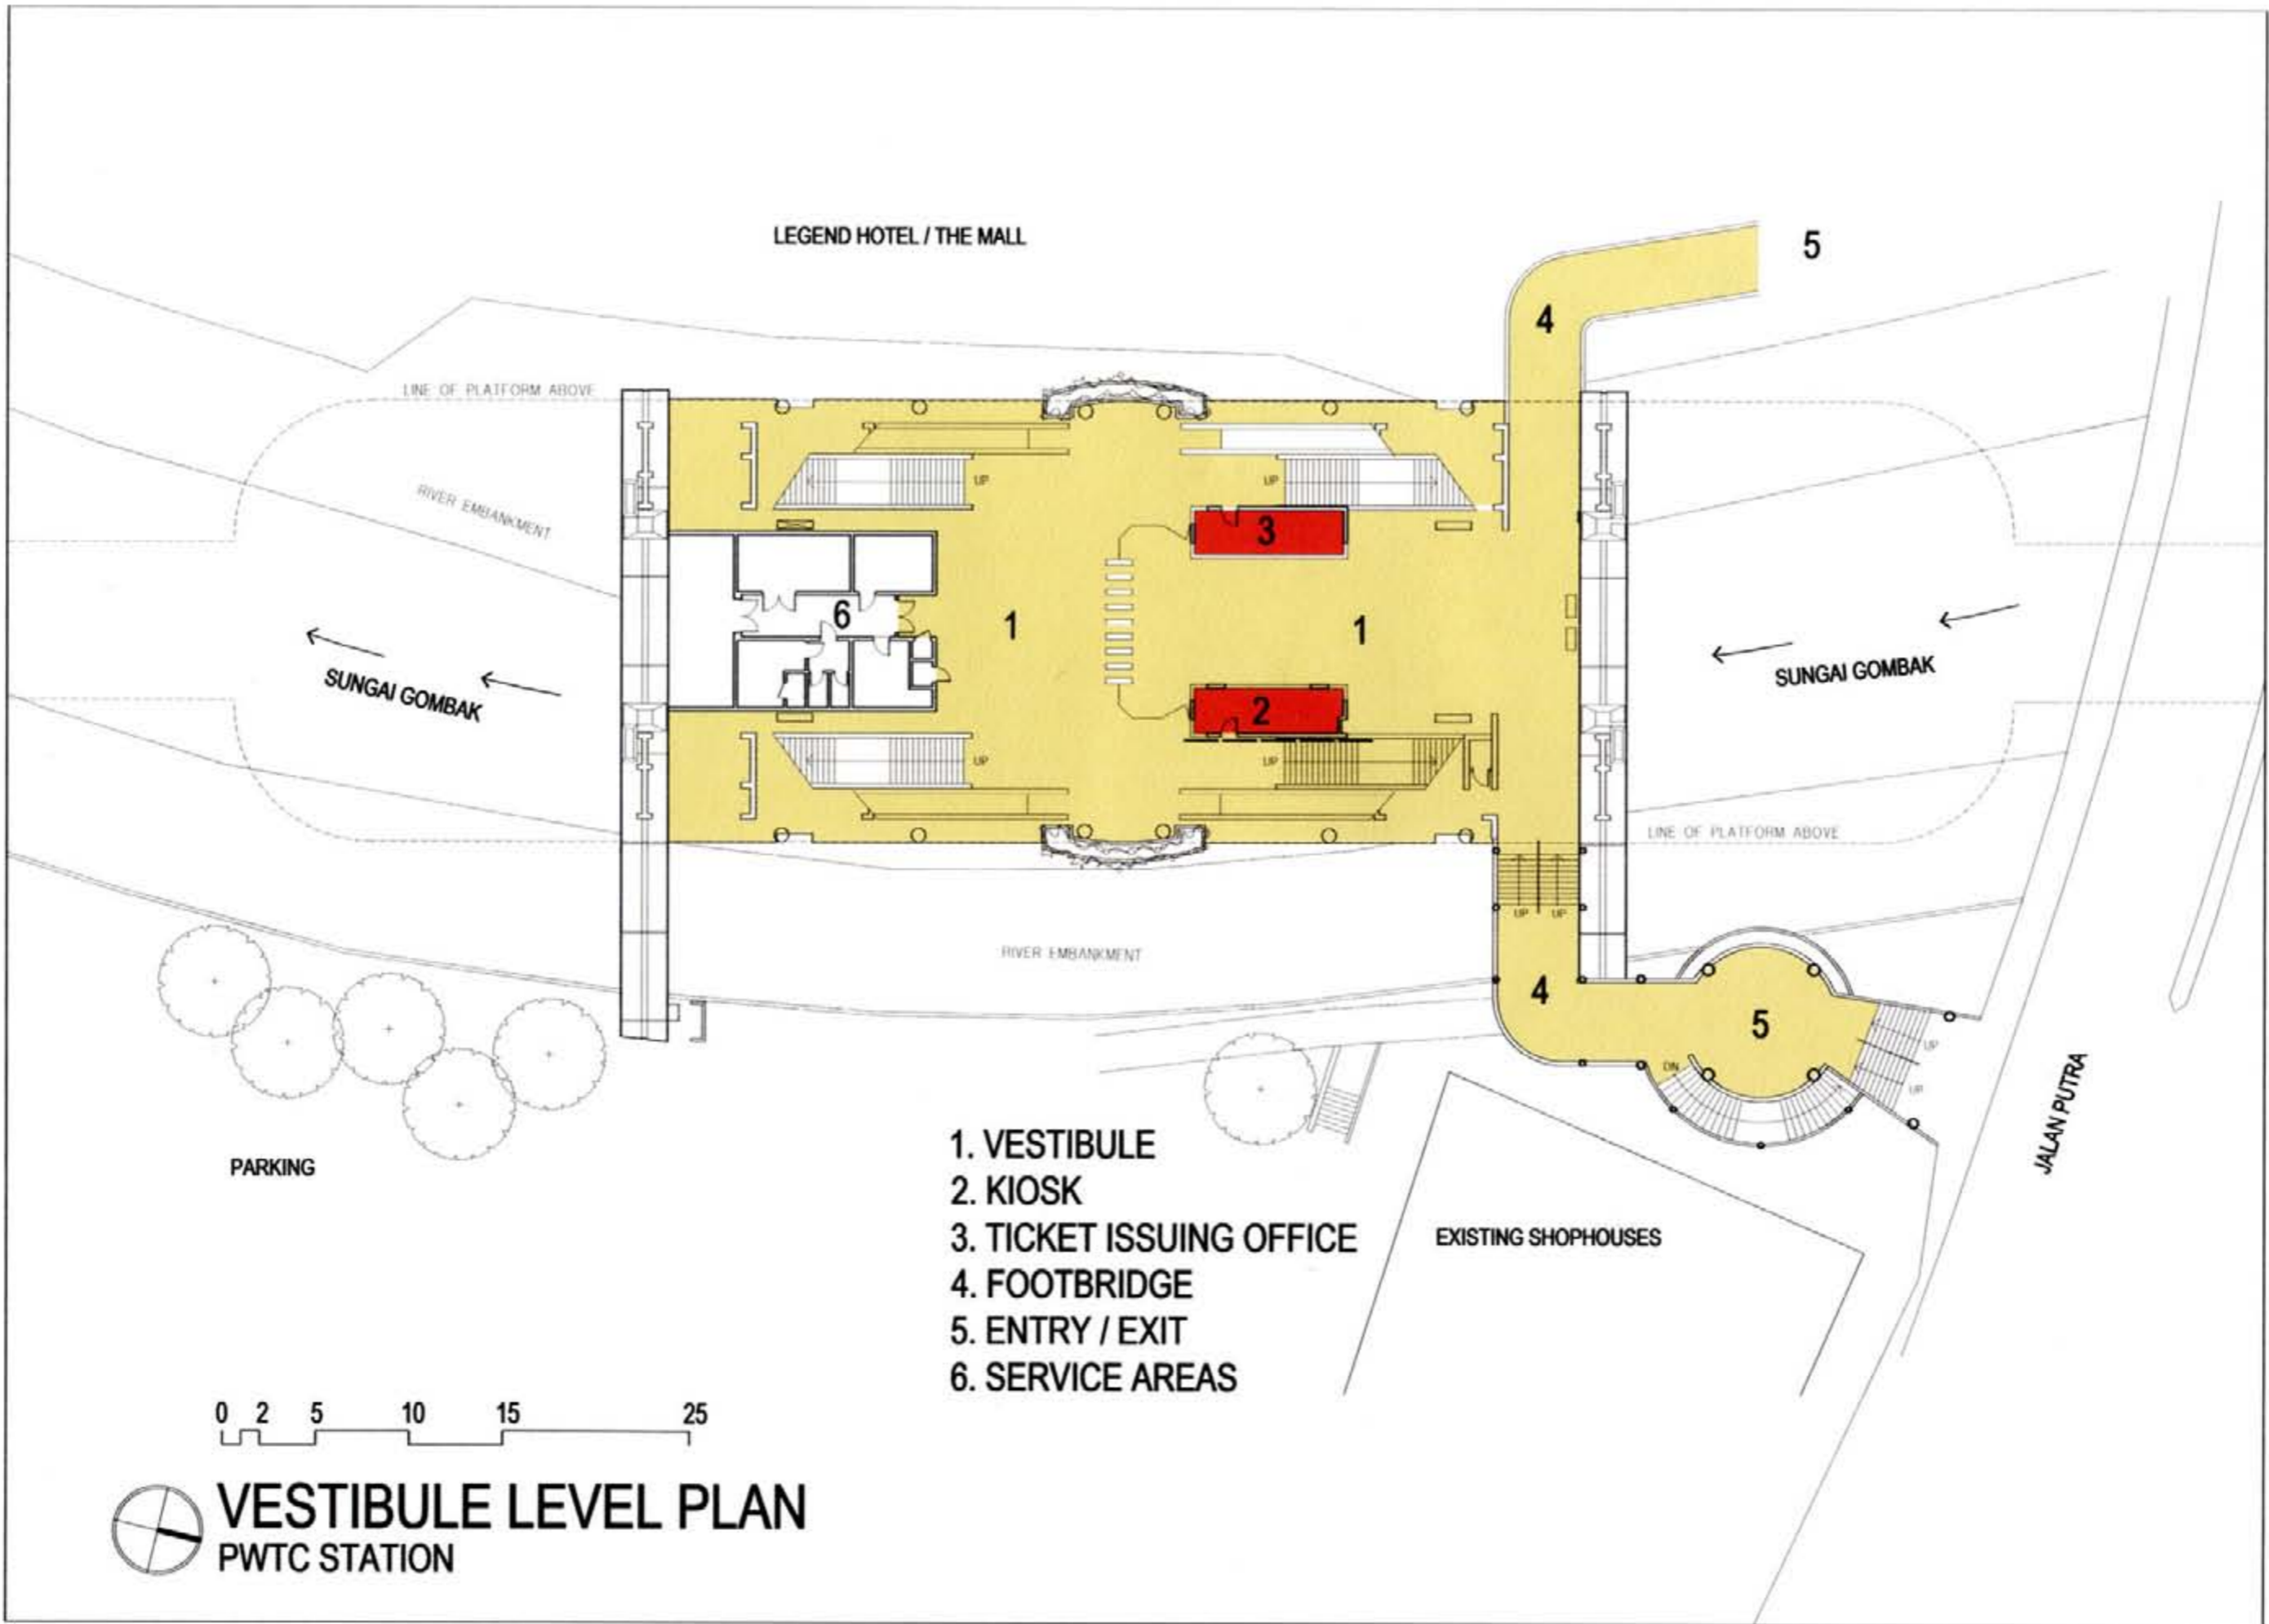 LEGEND HOTEL / THE MALL
5
4
LINE OF PLATFORM ABOVE
RIVER EMBANKMENT
UP
UP
3
6
1
1
SUNGAI GOMBAK
SUNGAI GOMBAK
2
UP
UP
LINE OF PLATFORM ABOVE
UP UP
RIVER EMBANKMENT
4
5
UP
DN
UP
JALAN PUTRA
PARKING
1. VESTIBULE
2. KIOSK
3. TICKET ISSUING OFFICE
4. FOOTBRIDGE
5. ENTRY / EXIT
6. SERVICE AREAS
EXISTING SHOPHOUSES
0 2 5 10 15 25
VESTIBULE LEVEL PLAN
PWTC STATION